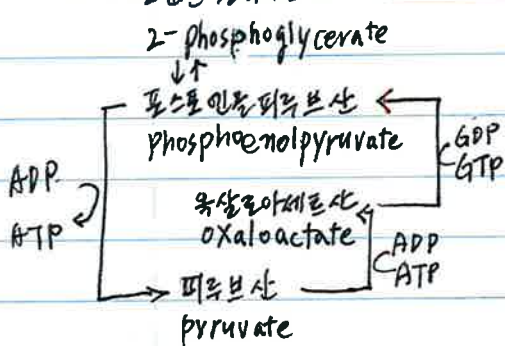 2-phosphoglycerate
포스포인올피루브산
phosphoenolpyruvate
GDP
GTP
ADP
ATP
옥살로아세트산
oxaloactate
ADP
ATP
피루브산
pyruvate